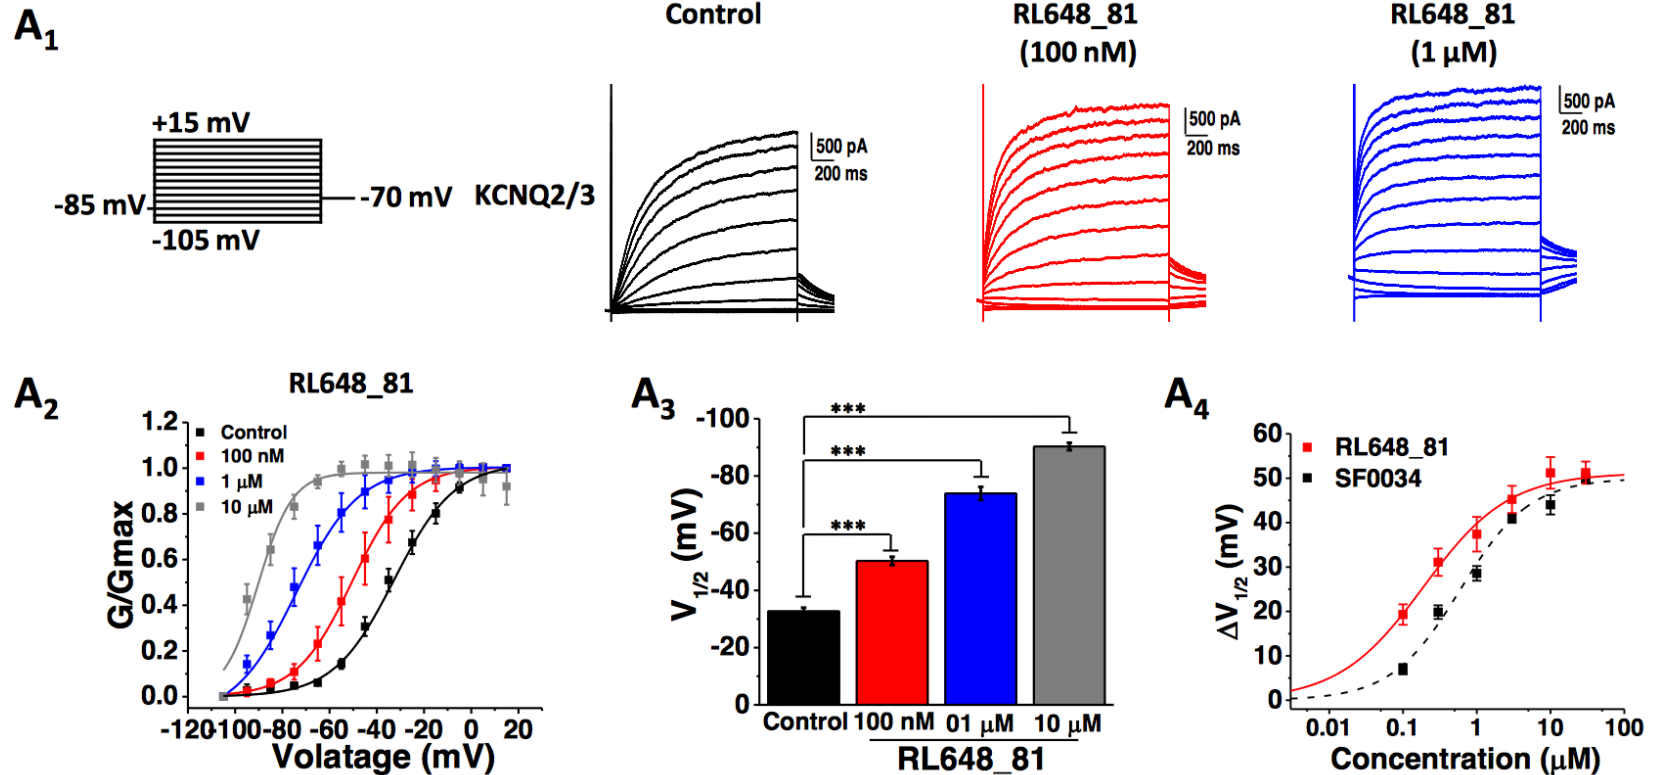 A1
Control
RL648_81
(100 nM)
RL648_81
(1 µM)
+15 mV
-85 mV
-70 mV
-105 mV
KCNQ2/3
500 pA
200 ms
500 pA
200 ms
500 pA
200 ms
A2
RL648_81
G/Gmax
1.2
1.0
0.8
0.6
0.4
0.2
0.0
Control
100 nM
1 µM
10 µM
-120 -100 -80 -60 -40 -20 0 20
Volatage (mV)
A3
V1/2 (mV)
-100
-80
-60
-40
-20
0
***
***
***
Control 100 nM 01 µM 10 µM
RL648_81
A4
ΔV1/2 (mV)
60
50
40
30
20
10
0
RL648_81
SF0034
0.01 0.1 1 10 100
Concentration (µM)